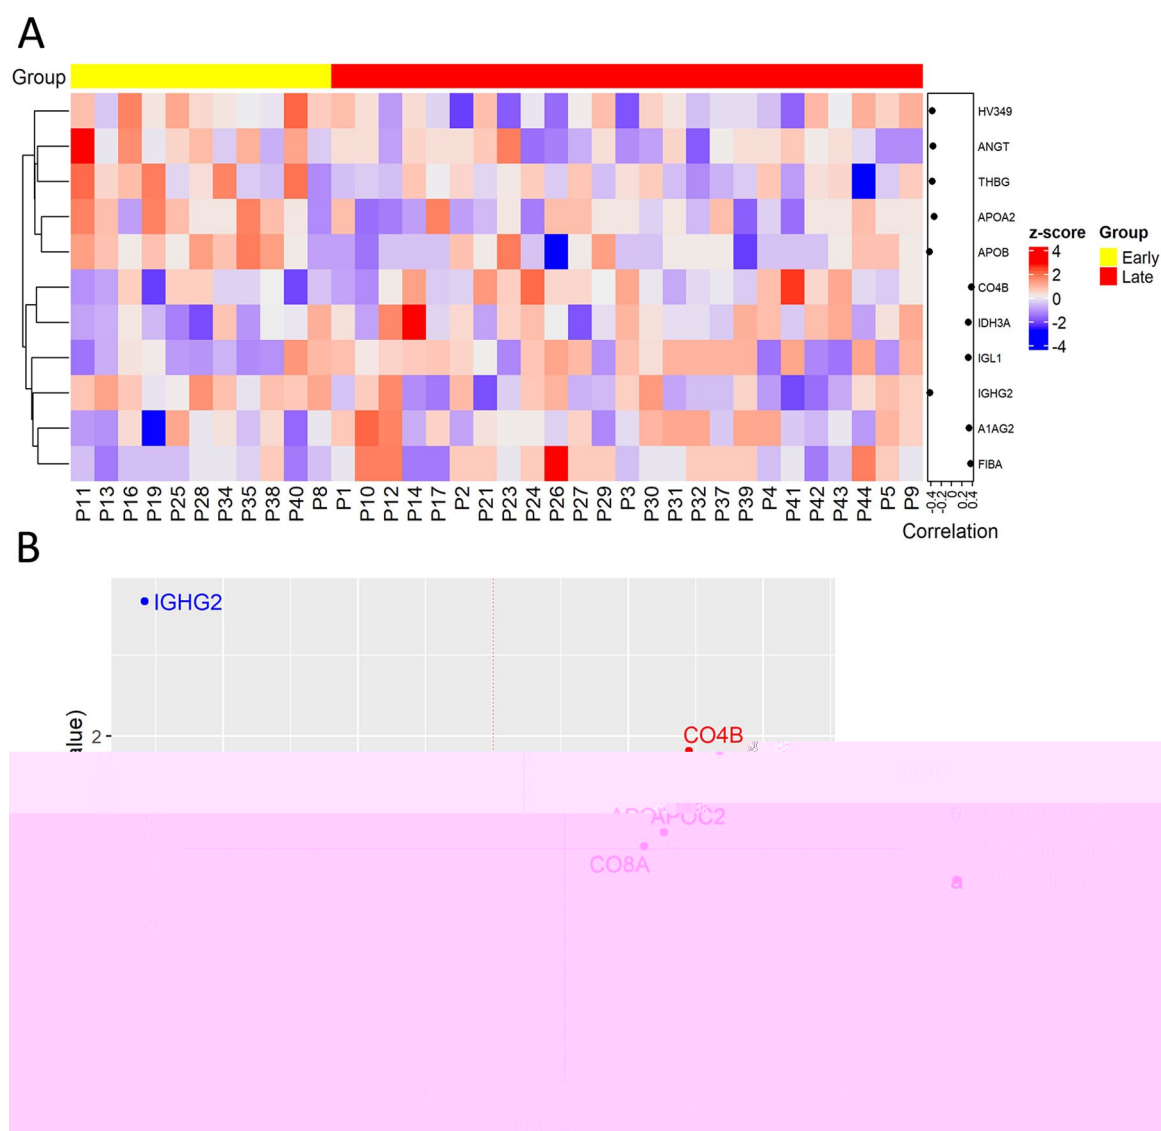 A
Group
HV349
ANGT
THBG
APOA2
APOB
CO4B
IDH3A
IGL1
IGHG2
A1AG2
FIBA
z-score
4
2
0
-2
-4
Group
Early
Late
P11 P13 P16 P19 P25 P28 P34 P35 P38 P40 P8 P1 P10 P12 P14 P17 P2 P21 P23 P24 P26 P27 P29 P3 P30 P31 P32 P37 P39 P4 P41 P42 P43 P44 P5 P9
-0.4 -0.2 0 0.2 0.4
Correlation
B
IGHG2
alue)
2
CO4B
APOC2
CO8A
a